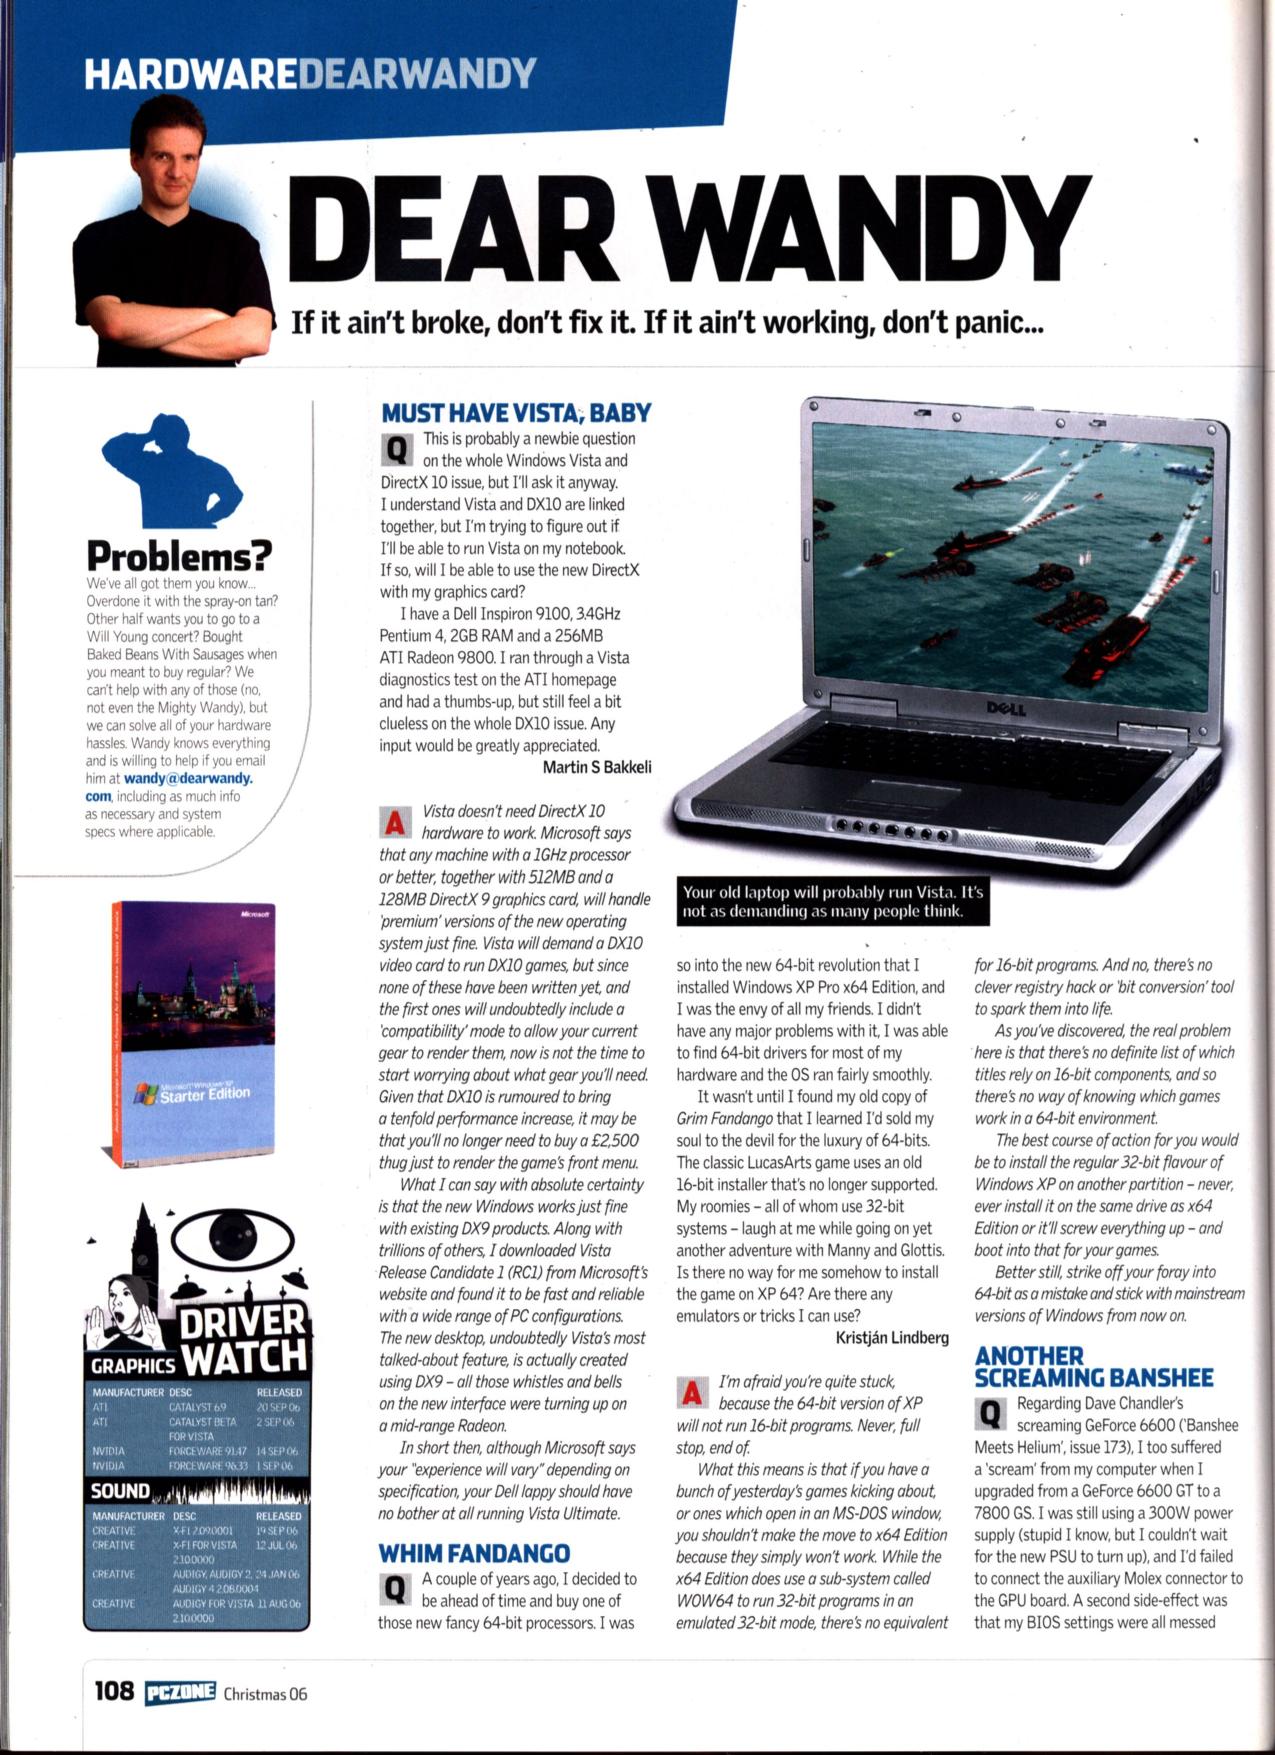 HARDWAREDEARWANDY
DEAR WANDY
If it ain't broke, don't fix it. If it ain't working, don't panic...
Problems?
We've all got them you know...
Overdone it with the spray-on tan?
Other half wants you to go to a
Will Young concert? Bought
Baked Beans With Sausages when
you meant to buy regular? We
can't help with any of those (no,
not even the Mighty Wandy), but
we can solve all of your hardware
hassles. Wandy knows everything
and is willing to help if you email
him at wandy@dearwandy.
com, including as much info
as necessary and system
specs where applicable.
Microsoft
Microsoft Windows xp
Starter Edition
DRIVER
WATCH
GRAPHICS
MANUFACTURER DESC RELEASED
ATI CATALYST 6.9 20 SEP 06
ATI CATALYST BETA 2 SEP 06
FOR VISTA
NVIDIA FORCEWARE 91.47 14 SEP 06
NVIDIA FORCEWARE 96.33 1 SEP 06
SOUND
MANUFACTURER DESC RELEASED
CREATIVE X-FI 2.09.0001 19 SEP 06
CREATIVE X-FI FOR VISTA 12 JUL 06
2.10.0000
CREATIVE AUDIGY, AUDIGY 2, 24 JAN 06
AUDIGY 4 2.08.0004
CREATIVE AUDIGY FOR VISTA 11 AUG 06
2.10.0000
MUST HAVE VISTA, BABY
Q This is probably a newbie question
on the whole Windows Vista and
DirectX 10 issue, but I'll ask it anyway.
I understand Vista and DX10 are linked
together, but I'm trying to figure out if
I'll be able to run Vista on my notebook.
If so, will I be able to use the new DirectX
with my graphics card?
I have a Dell Inspiron 9100, 3.4GHz
Pentium 4, 2GB RAM and a 256MB
ATI Radeon 9800. I ran through a Vista
diagnostics test on the ATI homepage
and had a thumbs-up, but still feel a bit
clueless on the whole DX10 issue. Any
input would be greatly appreciated.
Martin S Bakkeli
A Vista doesn't need DirectX 10
hardware to work. Microsoft says
that any machine with a 1GHz processor
or better, together with 512MB and a
128MB DirectX 9 graphics card, will handle
'premium' versions of the new operating
system just fine. Vista will demand a DX10
video card to run DX10 games, but since
none of these have been written yet, and
the first ones will undoubtedly include a
'compatibility' mode to allow your current
gear to render them, now is not the time to
start worrying about what gear you'll need.
Given that DX10 is rumoured to bring
a tenfold performance increase, it may be
that you'll no longer need to buy a £2,500
thug just to render the game's front menu.
What I can say with absolute certainty
is that the new Windows works just fine
with existing DX9 products. Along with
trillions of others, I downloaded Vista
Release Candidate 1 (RC1) from Microsoft's
website and found it to be fast and reliable
with a wide range of PC configurations.
The new desktop, undoubtedly Vista's most
talked-about feature, is actually created
using DX9 – all those whistles and bells
on the new interface were turning up on
a mid-range Radeon.
In short then, although Microsoft says
your "experience will vary" depending on
specification, your Dell lappy should have
no bother at all running Vista Ultimate.
WHIM FANDANGO
Q A couple of years ago, I decided to
be ahead of time and buy one of
those new fancy 64-bit processors. I was
DELL
Your old laptop will probably run Vista. It's
not as demanding as many people think.
so into the new 64-bit revolution that I
installed Windows XP Pro x64 Edition, and
I was the envy of all my friends. I didn't
have any major problems with it, I was able
to find 64-bit drivers for most of my
hardware and the OS ran fairly smoothly.
It wasn't until I found my old copy of
Grim Fandango that I learned I'd sold my
soul to the devil for the luxury of 64-bits.
The classic LucasArts game uses an old
16-bit installer that's no longer supported.
My roomies – all of whom use 32-bit
systems – laugh at me while going on yet
another adventure with Manny and Glottis.
Is there no way for me somehow to install
the game on XP 64? Are there any
emulators or tricks I can use?
Kristján Lindberg
A I'm afraid you're quite stuck,
because the 64-bit version of XP
will not run 16-bit programs. Never, full
stop, end of.
What this means is that if you have a
bunch of yesterday's games kicking about,
or ones which open in an MS-DOS window,
you shouldn't make the move to x64 Edition
because they simply won't work. While the
x64 Edition does use a sub-system called
WOW64 to run 32-bit programs in an
emulated 32-bit mode, there's no equivalent
for 16-bit programs. And no, there's no
clever registry hack or 'bit conversion' tool
to spark them into life.
As you've discovered, the real problem
here is that there's no definite list of which
titles rely on 16-bit components, and so
there's no way of knowing which games
work in a 64-bit environment.
The best course of action for you would
be to install the regular 32-bit flavour of
Windows XP on another partition – never,
ever install it on the same drive as x64
Edition or it'll screw everything up – and
boot into that for your games.
Better still, strike off your foray into
64-bit as a mistake and stick with mainstream
versions of Windows from now on.
ANOTHER
SCREAMING BANSHEE
Q Regarding Dave Chandler's
screaming GeForce 6600 ('Banshee
Meets Helium', issue 173), I too suffered
a 'scream' from my computer when I
upgraded from a GeForce 6600 GT to a
7800 GS. I was still using a 300W power
supply (stupid I know, but I couldn't wait
for the new PSU to turn up), and I'd failed
to connect the auxiliary Molex connector to
the GPU board. A second side-effect was
that my BIOS settings were all messed
108 PCZONE Christmas 06